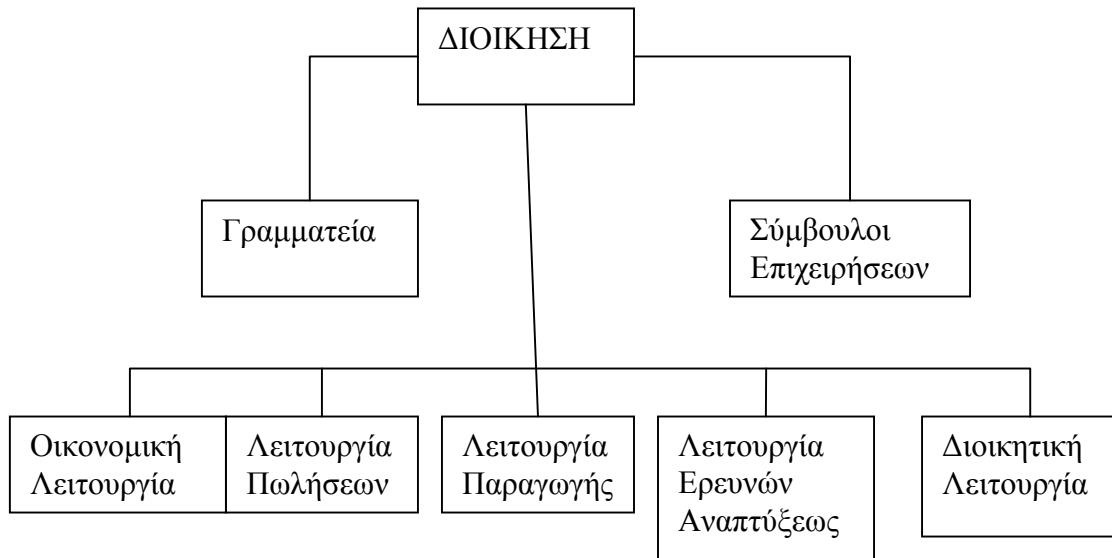 ΔΙΟΙΚΗΣΗ
Γραμματεία
Σύμβουλοι
Επιχειρήσεων
Οικονομική
Λειτουργία
Λειτουργία
Πωλήσεων
Λειτουργία
Παραγωγής
Λειτουργία
Ερευνών
Αναπτύξεως
Διοικητική
Λειτουργία